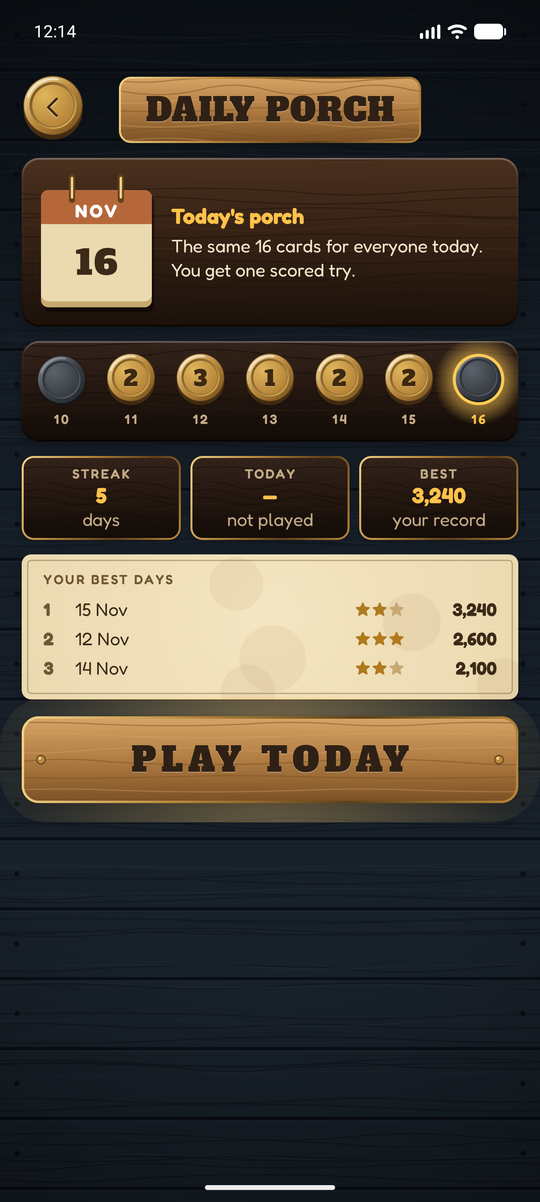 12:14
DAILY PORCH
NOV
16
Today's porch
The same 16 cards for everyone today.
You get one scored try.
2 3 1 2 2
10 11 12 13 14 15 16
STREAK
5
days
TODAY
–
not played
BEST
3,240
your record
YOUR BEST DAYS
1 15 Nov 3,240
2 12 Nov 2,600
3 14 Nov 2,100
PLAY TODAY